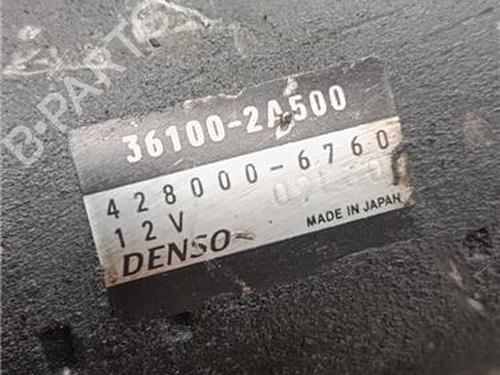 B-PARTS
36100-2A500
428000-6760
12V
DENSO
MADE IN JAPAN